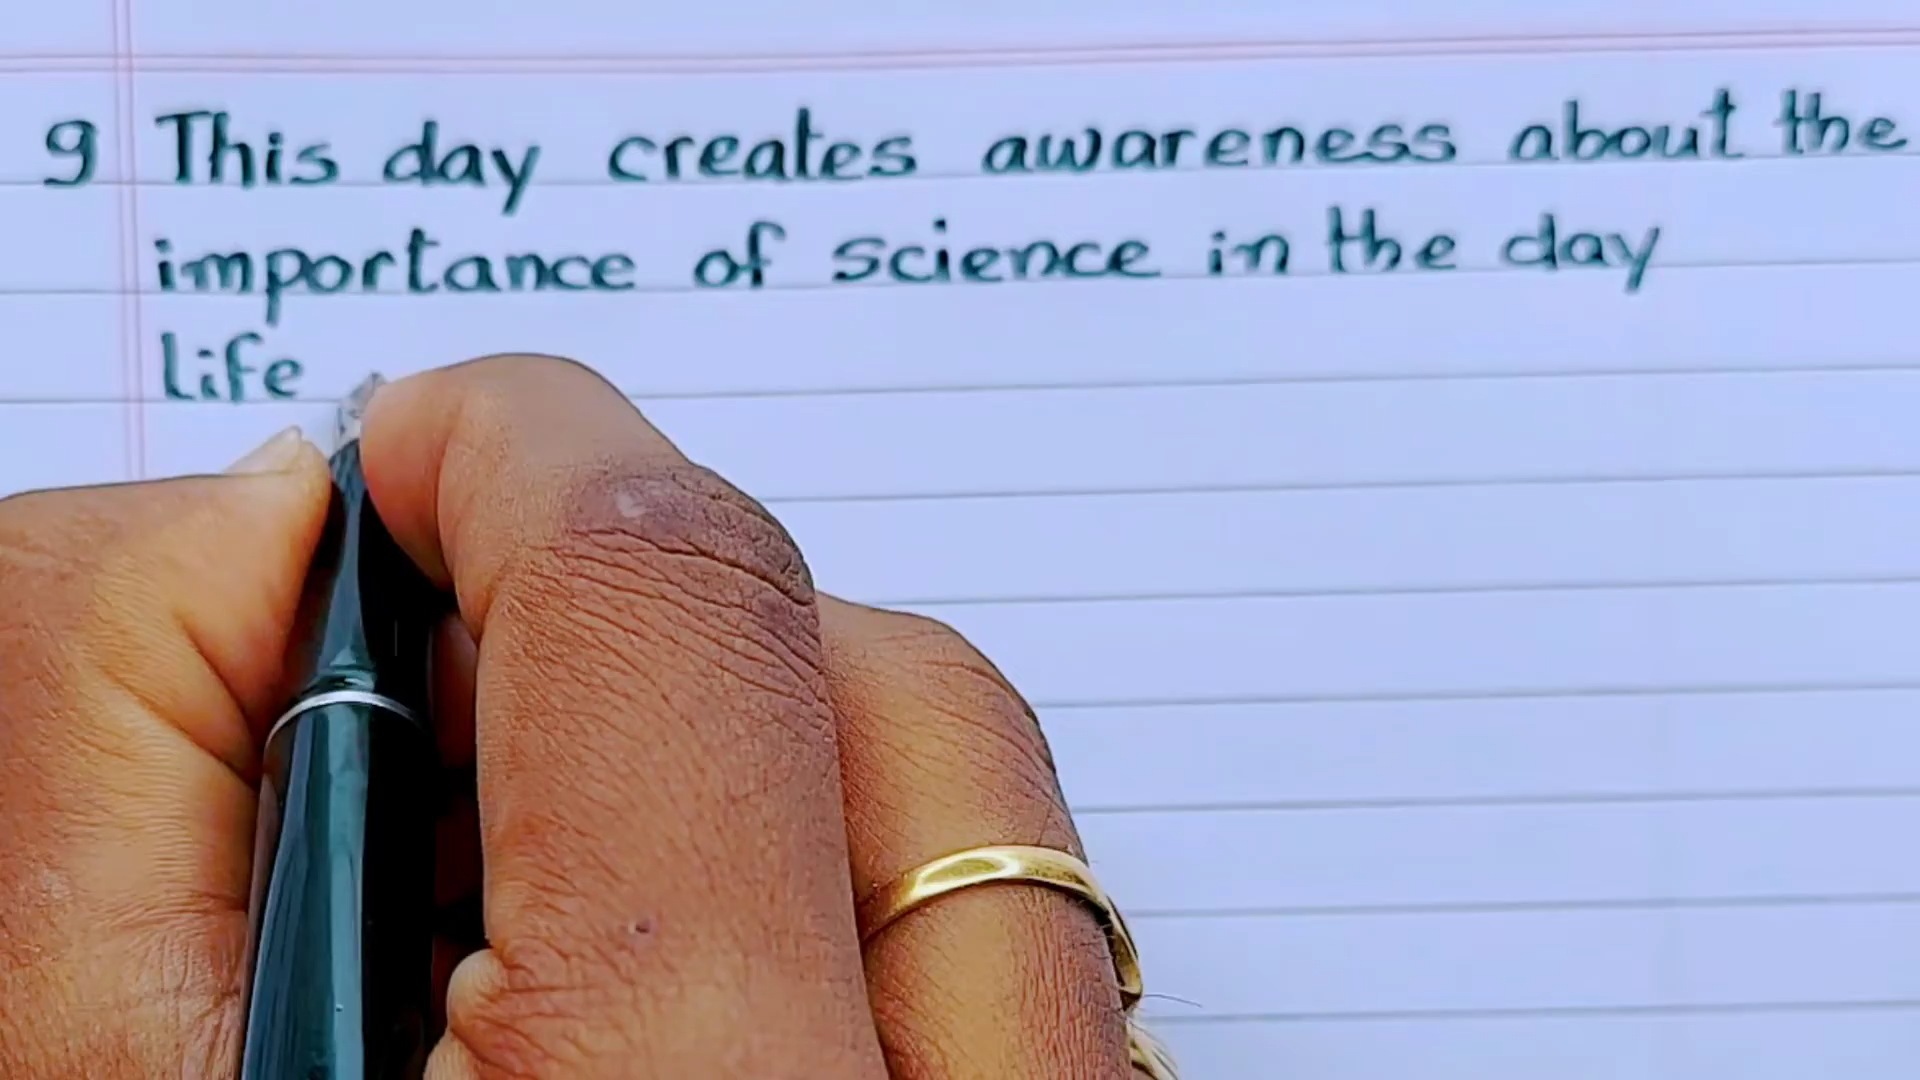 9 This day creates awareness about the
importance of science in the day
life